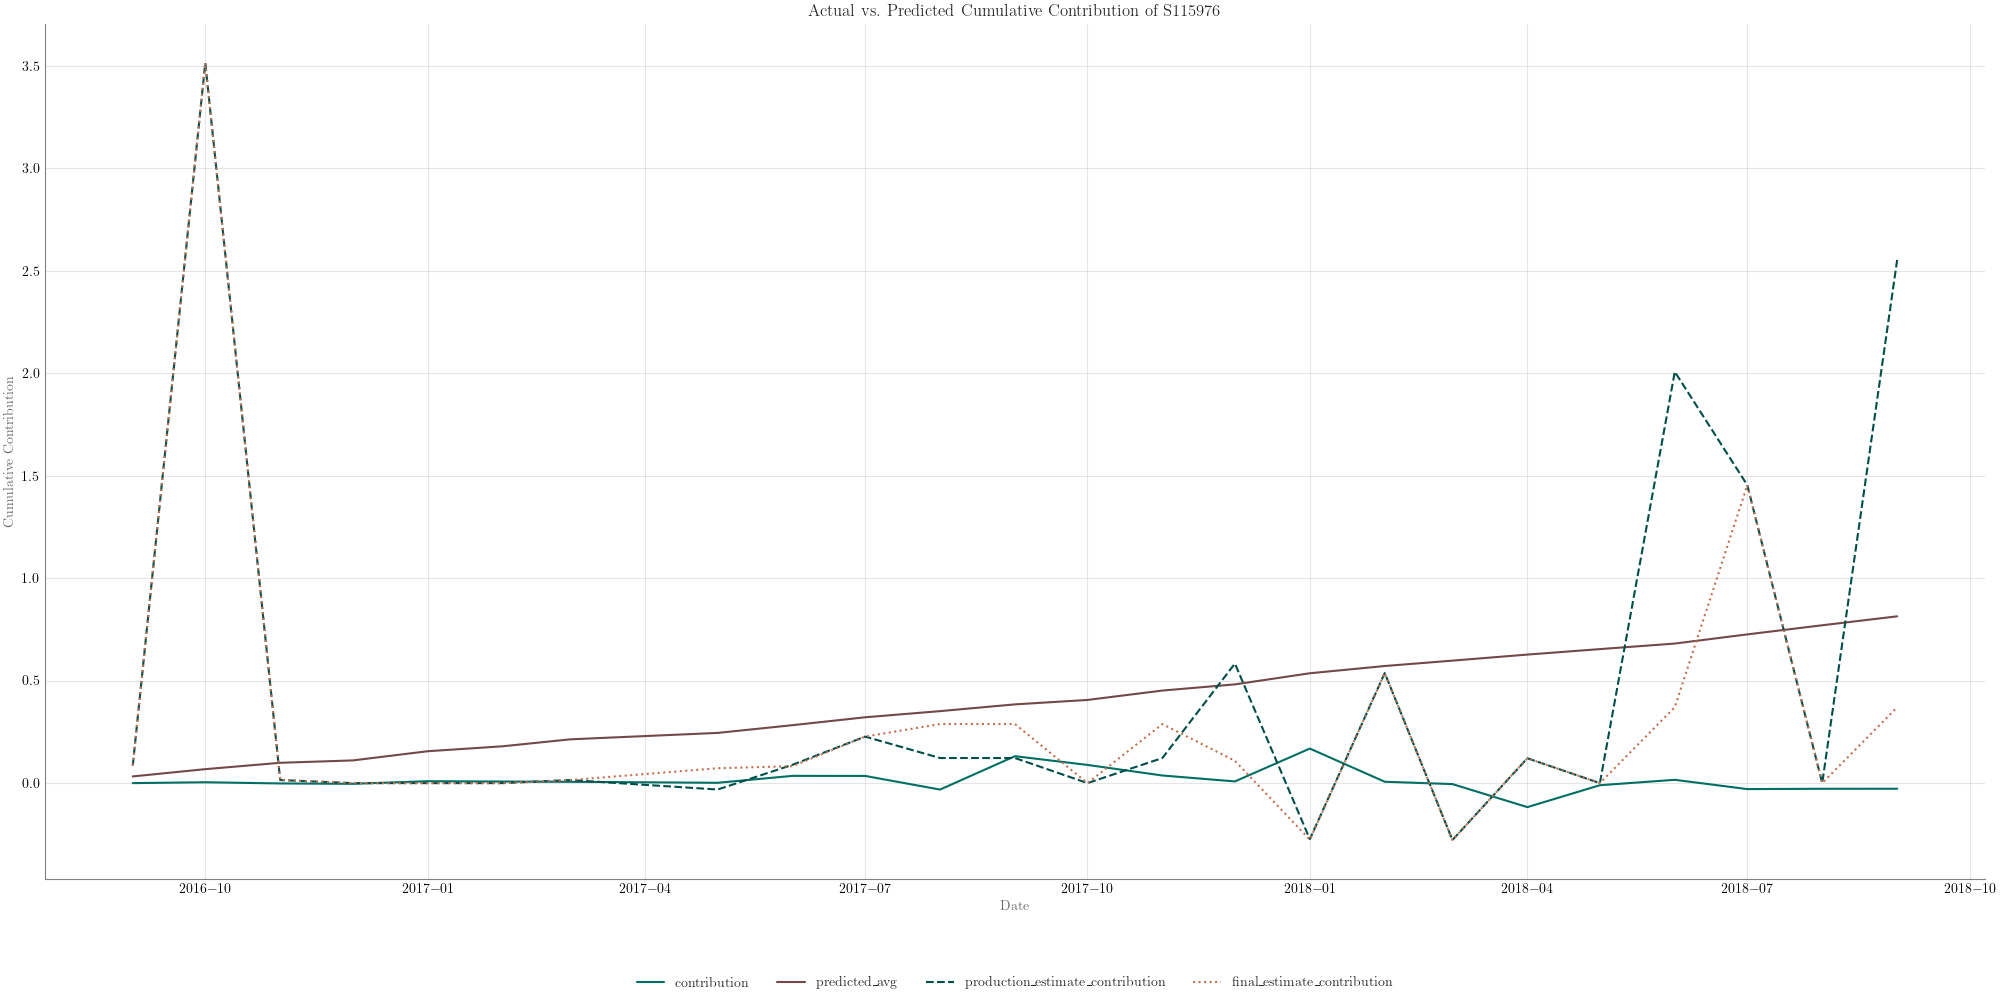 Actual vs. Predicted Cumulative Contribution of S115976
Cumulative Contribution
3.5
3.0
2.5
2.0
1.5
1.0
0.5
0.0
2016−10 2017−01 2017−04 2017−07 2017−10 2018−01 2018−04 2018−07 2018−10
Date
contribution predicted_avg production_estimate_contribution final_estimate_contribution